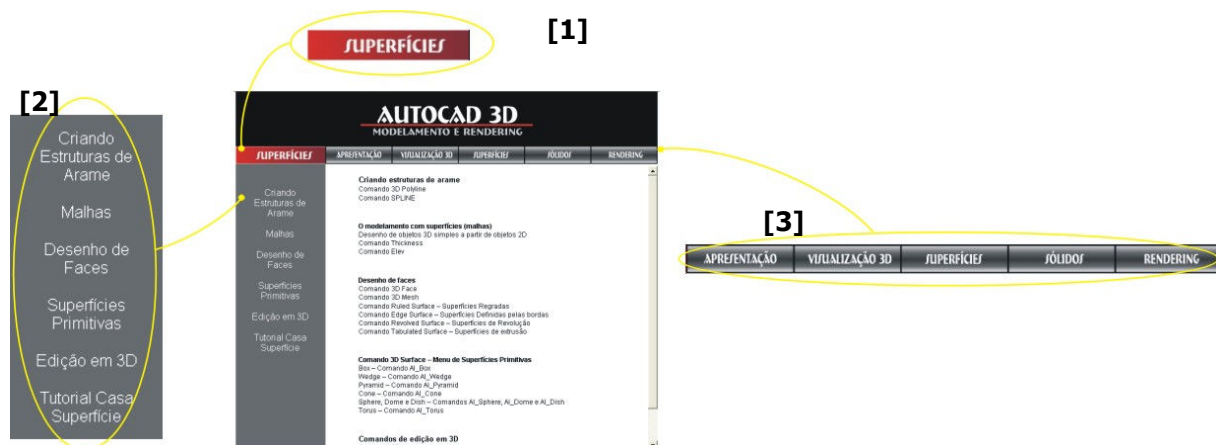 [1]
SUPERFÍCIES
[2]
Criando
Estruturas de
Arame
Malhas
Desenho de
Faces
Superfícies
Primitivas
Edição em 3D
Tutorial Casa
Superfície
AUTOCAD 3D
MODELAMENTO E RENDERING
SUPERFÍCIES APRESENTAÇÃO VISUALIZAÇÃO 3D SUPERFÍCIES SÓLIDOS RENDERING
Criando
Estruturas de
Arame
Malhas
Desenho de
Faces
Superfícies
Primitivas
Edição em 3D
Tutorial Casa
Superfície
Criando estruturas de arame
Comando 3D Polyline
Comando SPLINE
O modelamento com superfícies (malhas)
Desenho de objetos 3D simples a partir de objetos 2D
Comando Thickness
Comando Elev
Desenho de faces
Comando 3D Face
Comando 3D Mesh
Comando Ruled Surface – Superfícies Regradas
Comando Edge Surface – Superfícies Definidas pelas bordas
Comando Revolved Surface – Superfícies de Revolução
Comando Tabulated Surface – Superfícies de extrusão
Comando 3D Surface – Menu de Superfícies Primitivas
Box – Comando AI_Box
Wedge – Comando AI_Wedge
Pyramid – Comando AI_Pyramid
Cone – Comando AI_Cone
Sphere, Dome e Dish – Comandos AI_Sphere, AI_Dome e AI_Dish
Torus – Comando AI_Torus
Comandos de edição em 3D
[3]
APRESENTAÇÃO VISUALIZAÇÃO 3D SUPERFÍCIES SÓLIDOS RENDERING